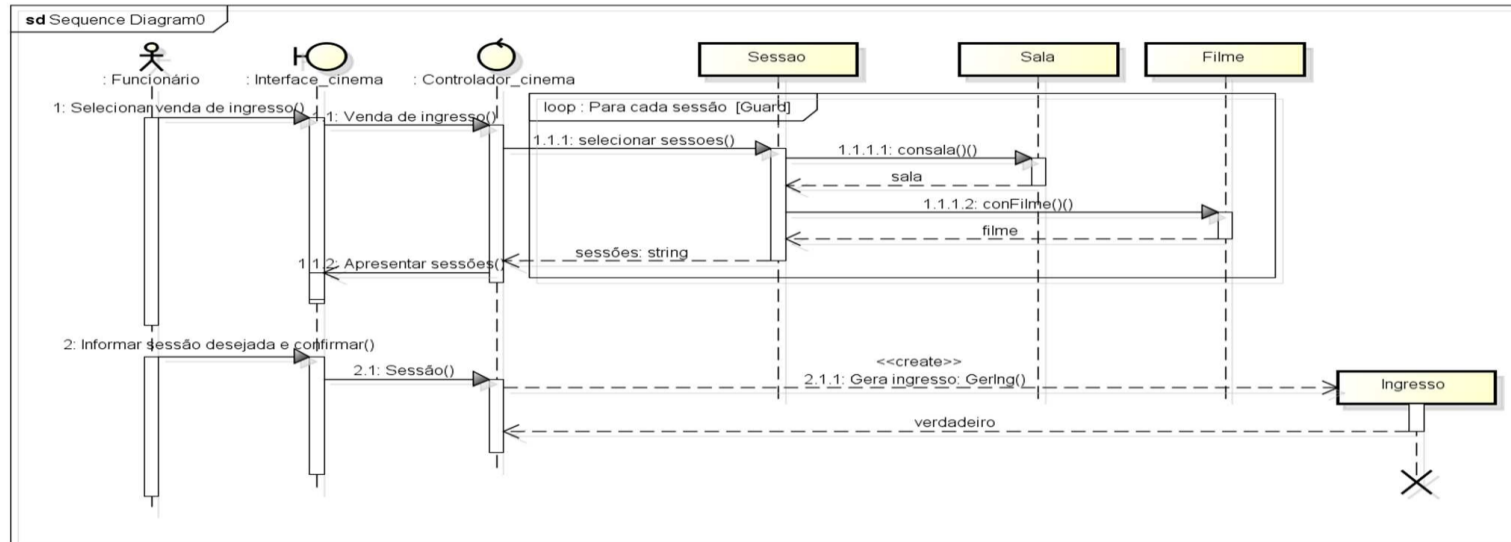 sd Sequence Diagram0
: Funcionário
: Interface_cinema
: Controlador_cinema
Sessao
Sala
Filme
1: Selecionar venda de ingresso()
1.1: Venda de ingresso()
loop : Para cada sessão [Guard]
1.1.1: selecionar sessoes()
1.1.1.1: consala()()
sala
1.1.1.2: conFilme()()
filme
sessões: string
1.1.2: Apresentar sessões()
2: Informar sessão desejada e confirmar()
2.1: Sessão()
<<create>>
2.1.1: Gera ingresso: GerIng()
Ingresso
verdadeiro